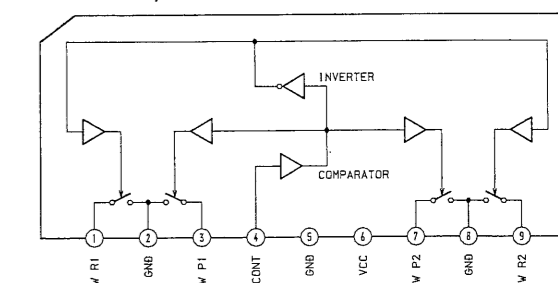 INVERTER
COMPARATOR
1 2 3 4 5 6 7 8 9
W R1
GND
W P1
CONT
GND
VCC
W P2
GND
W R2